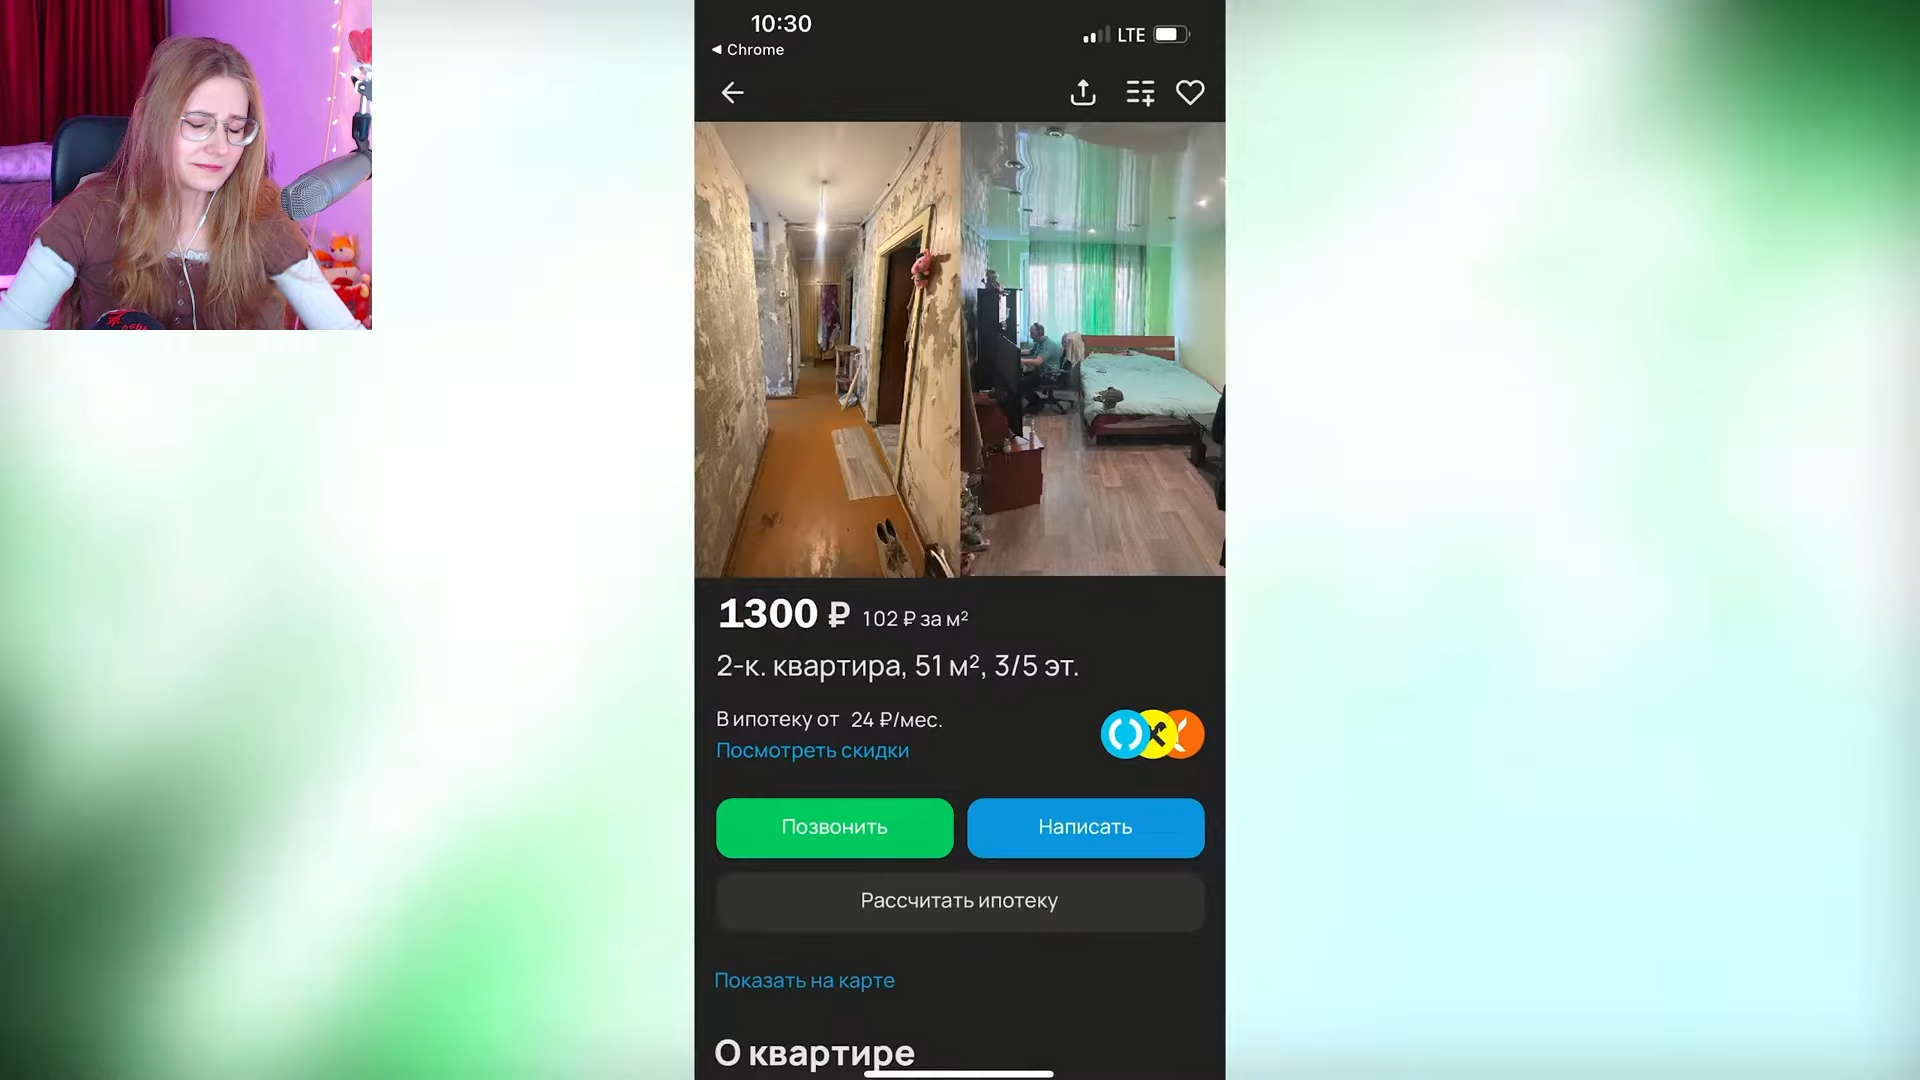 10:30
LTE
◄ Chrome
1300 ₽ 102 ₽ за м²
2-к. квартира, 51 м², 3/5 эт.
В ипотеку от 24 ₽/мес.
Посмотреть скидки
Позвонить
Написать
Рассчитать ипотеку
Показать на карте
О квартире